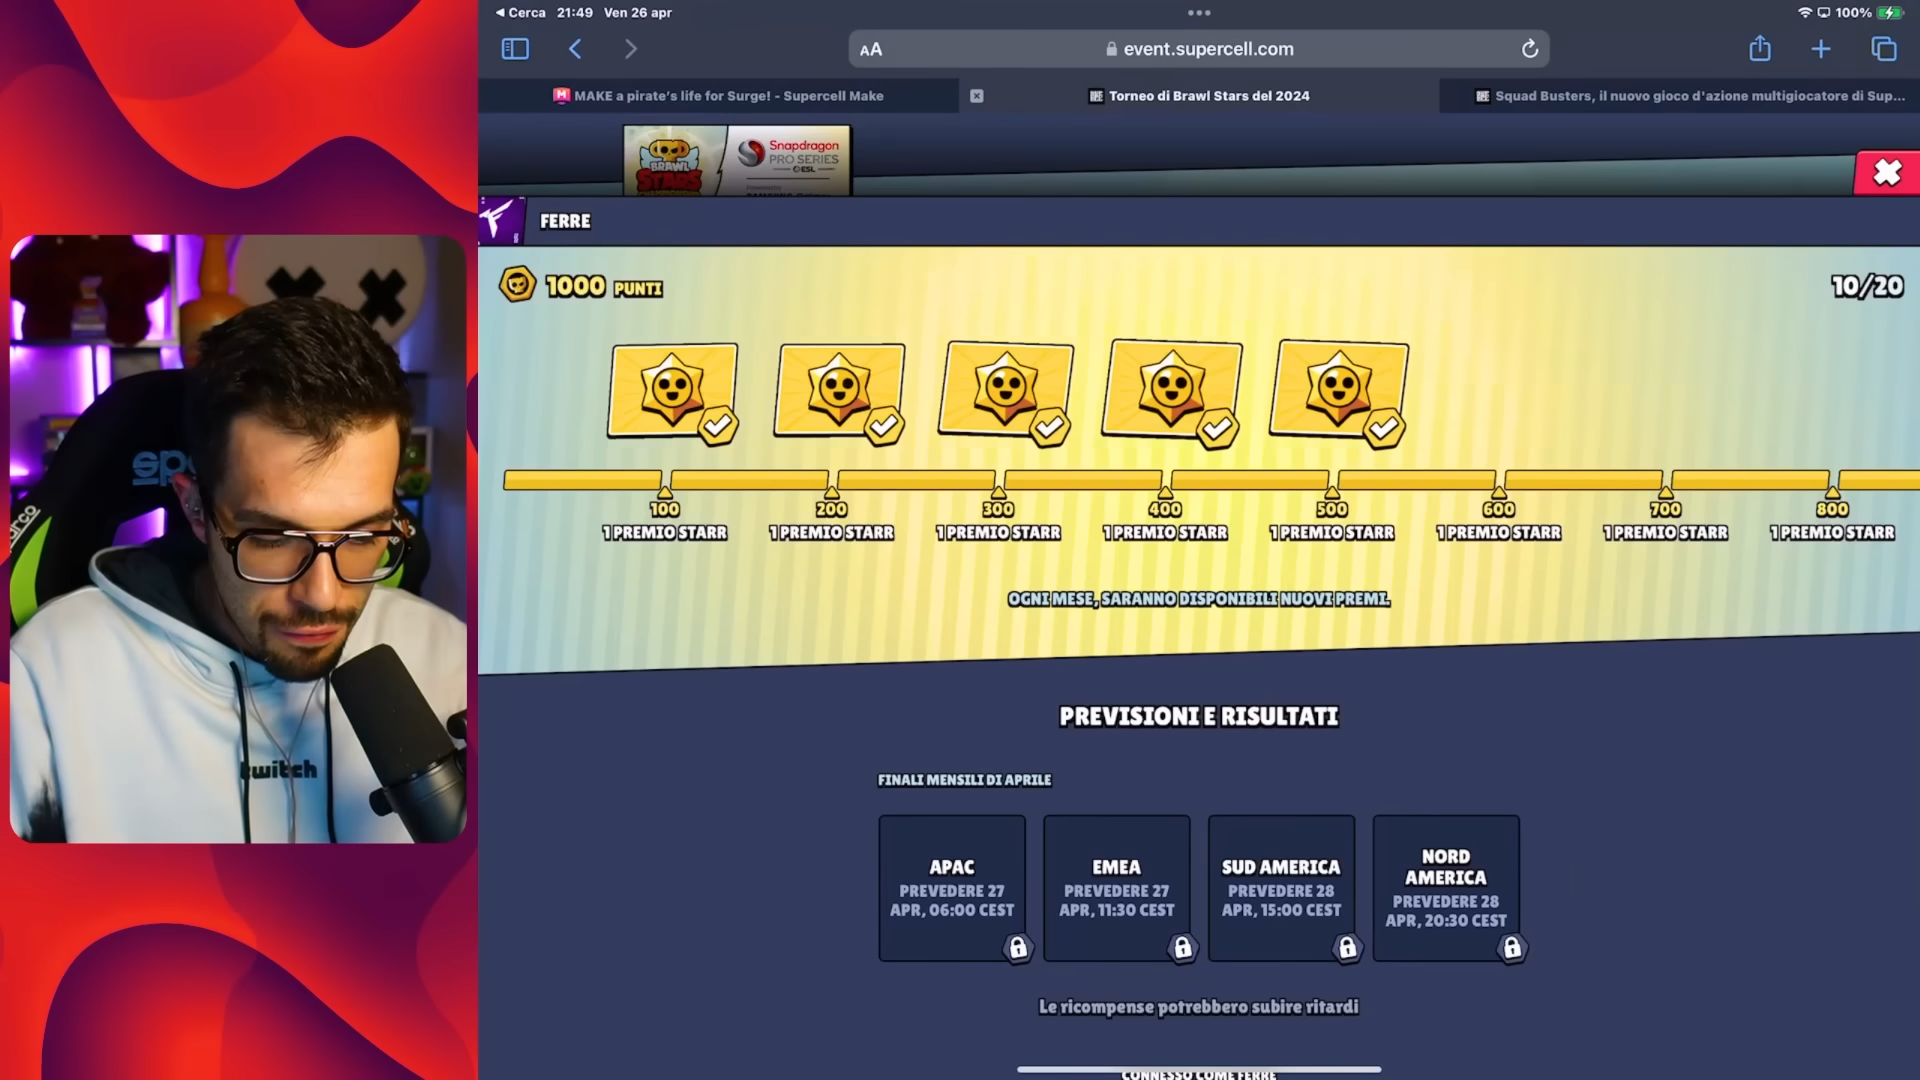 ◀ Cerca 21:49 Ven 26 apr
100%
AA
event.supercell.com
MAKE a pirate's life for Surge! - Supercell Make
Torneo di Brawl Stars del 2024
Squad Busters, il nuovo gioco d'azione multigiocatore di Sup...
BRAWL STARS
Snapdragon
PRO SERIES
ESL
FERRE
1000 PUNTI
10/20
100
200
300
400
500
600
700
800
1 PREMIO STARR
1 PREMIO STARR
1 PREMIO STARR
1 PREMIO STARR
1 PREMIO STARR
1 PREMIO STARR
1 PREMIO STARR
1 PREMIO STARR
OGNI MESE, SARANNO DISPONIBILI NUOVI PREMI.
PREVISIONI E RISULTATI
FINALI MENSILI DI APRILE
APAC
PREVEDERE 27
APR, 06:00 CEST
EMEA
PREVEDERE 27
APR, 11:30 CEST
SUD AMERICA
PREVEDERE 28
APR, 15:00 CEST
NORD
AMERICA
PREVEDERE 28
APR, 20:30 CEST
Le ricompense potrebbero subire ritardi
CONNESSO COME FERRE
twitch